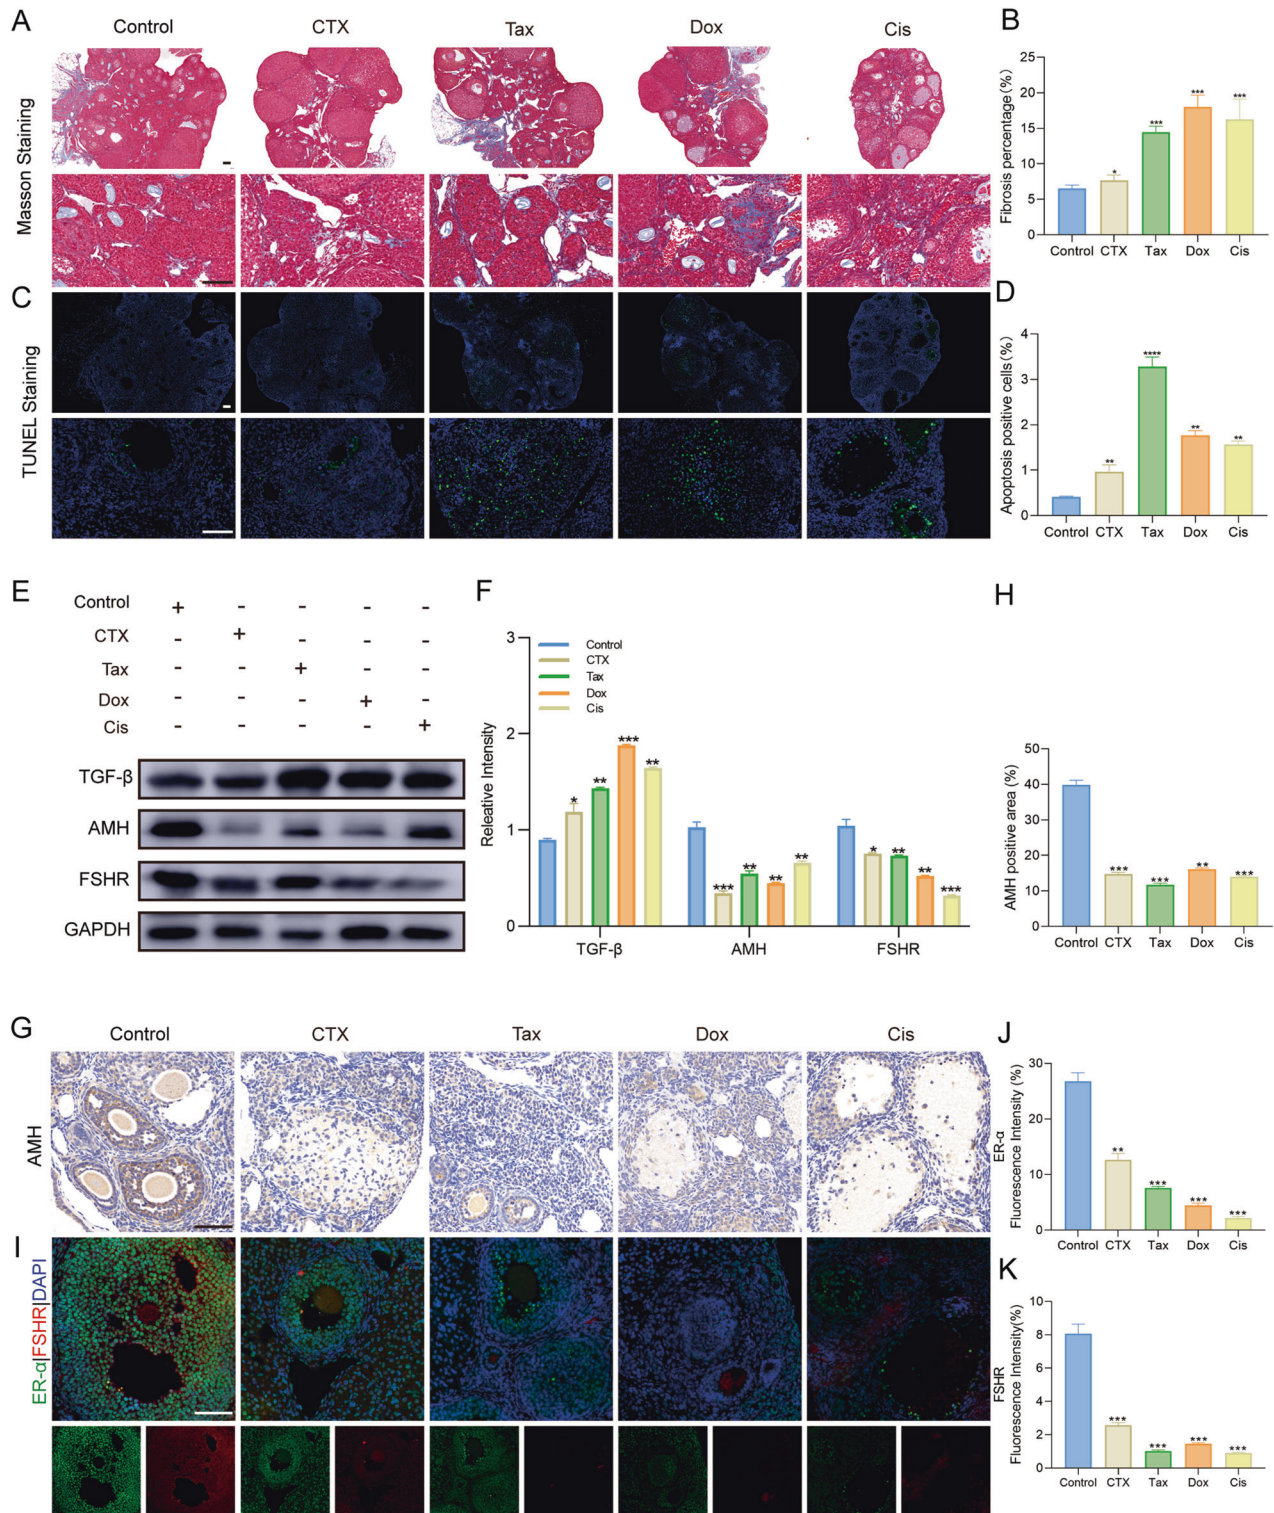 A
Control CTX Tax Dox Cis
Masson Staining
B
Fibrosis percentage(%)
25
20
15
10
5
0
* *** *** ***
Control CTX Tax Dox Cis
C
TUNEL Staining
D
Apoptosis positive cells(%)
4
3
2
1
0
** **** ** **
Control CTX Tax Dox Cis
E
Control + - - - -
CTX - + - - -
Tax - - + - -
Dox - - - + -
Cis - - - - +
TGF-β
AMH
FSHR
GAPDH
F
Releative Intensity
3
2
1
0
Control
CTX
Tax
Dox
Cis
* ** *** **
*** ** ** **
* ** ** ***
TGF-β AMH FSHR
H
AMH positive area (%)
50
40
30
20
10
0
*** *** ** ***
Control CTX Tax Dox Cis
G
Control CTX Tax Dox Cis
AMH
I
ER-α|FSHR|DAPI
J
ER-α
Fluorescence Intensity (%)
30
20
10
0
** *** *** ***
Control CTX Tax Dox Cis
K
FSHR
Fluorescence Intensity(%)
10
8
6
4
2
0
*** *** *** ***
Control CTX Tax Dox Cis